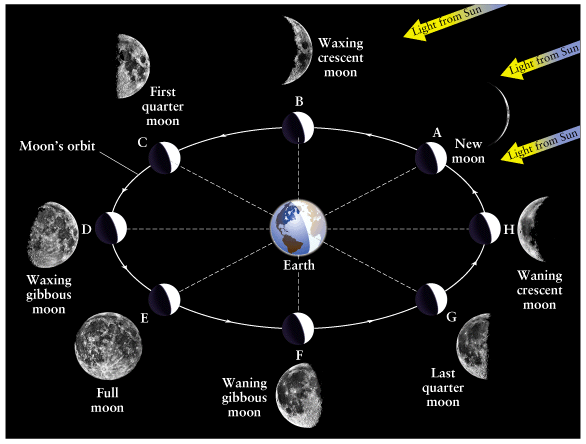 Light from Sun
Waxing
crescent
moon
Light from Sun
First
quarter
moon
B
A
New
moon
Light from Sun
C
Moon's orbit
D
H
Earth
Waxing
gibbous
moon
Waning
crescent
moon
E
G
F
Full
moon
Waning
gibbous
moon
Last
quarter
moon